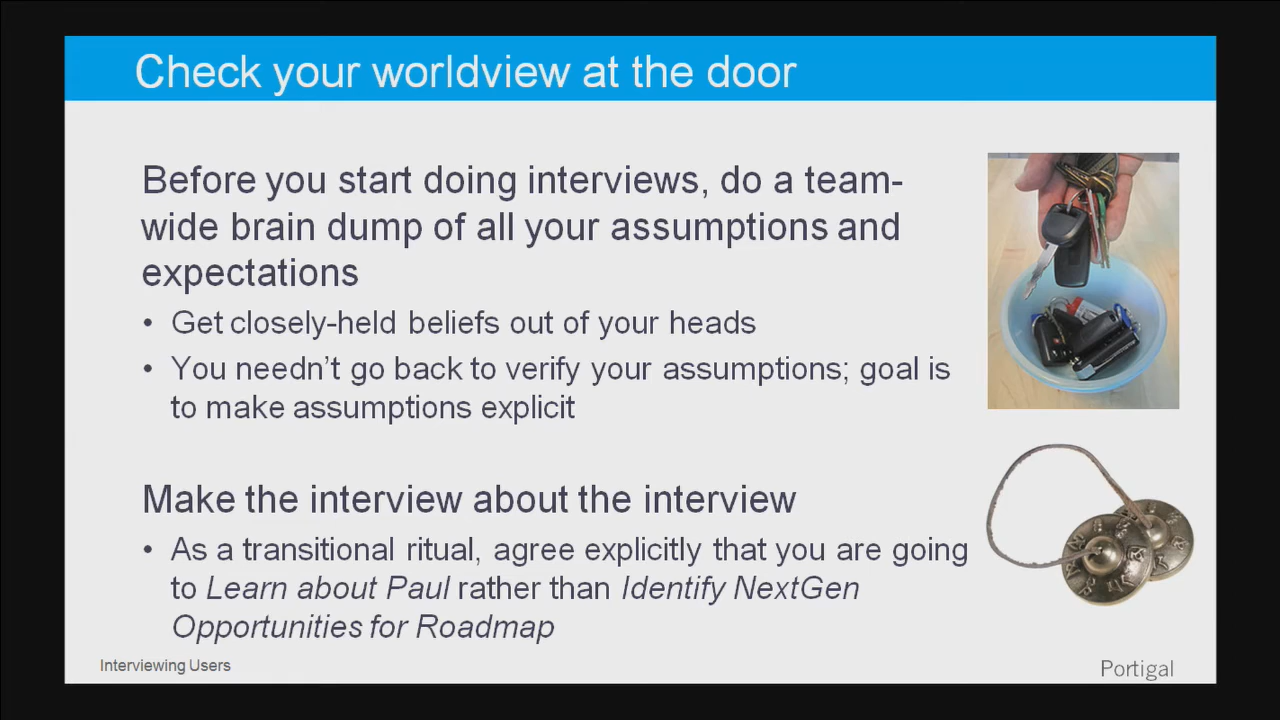 Check your worldview at the door
Before you start doing interviews, do a team-
wide brain dump of all your assumptions and
expectations
• Get closely-held beliefs out of your heads
• You needn’t go back to verify your assumptions; goal is
to make assumptions explicit
Make the interview about the interview
• As a transitional ritual, agree explicitly that you are going
to Learn about Paul rather than Identify NextGen
Opportunities for Roadmap
Interviewing Users
Portigal